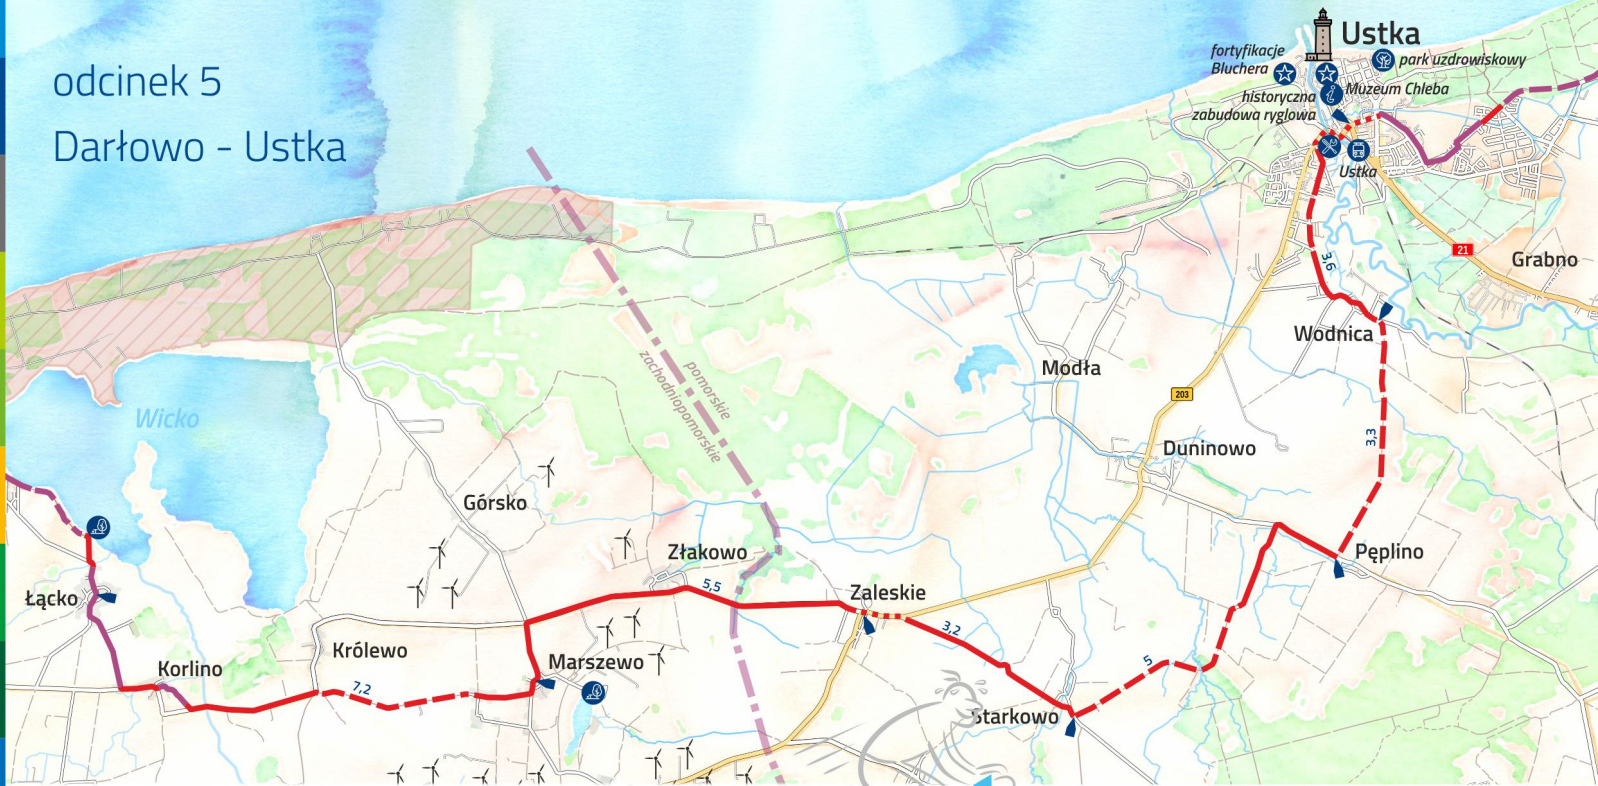 odcinek 5
Darłowo - Ustka
Ustka
fortyfikacje
Bluchera
park uzdrowiskowy
Muzeum Chleba
historyczna
zabudowa ryglowa
Ustka
21
Grabno
3,6
Wodnica
pomorskie
zachodniopomorskie
Modła
203
Wicko
3,3
Duninowo
Górsko
Złakowo
Pęplino
5,5
Zaleskie
Łącko
3,2
Królewo
Marszewo
5
Korlino
7,2
Starkowo